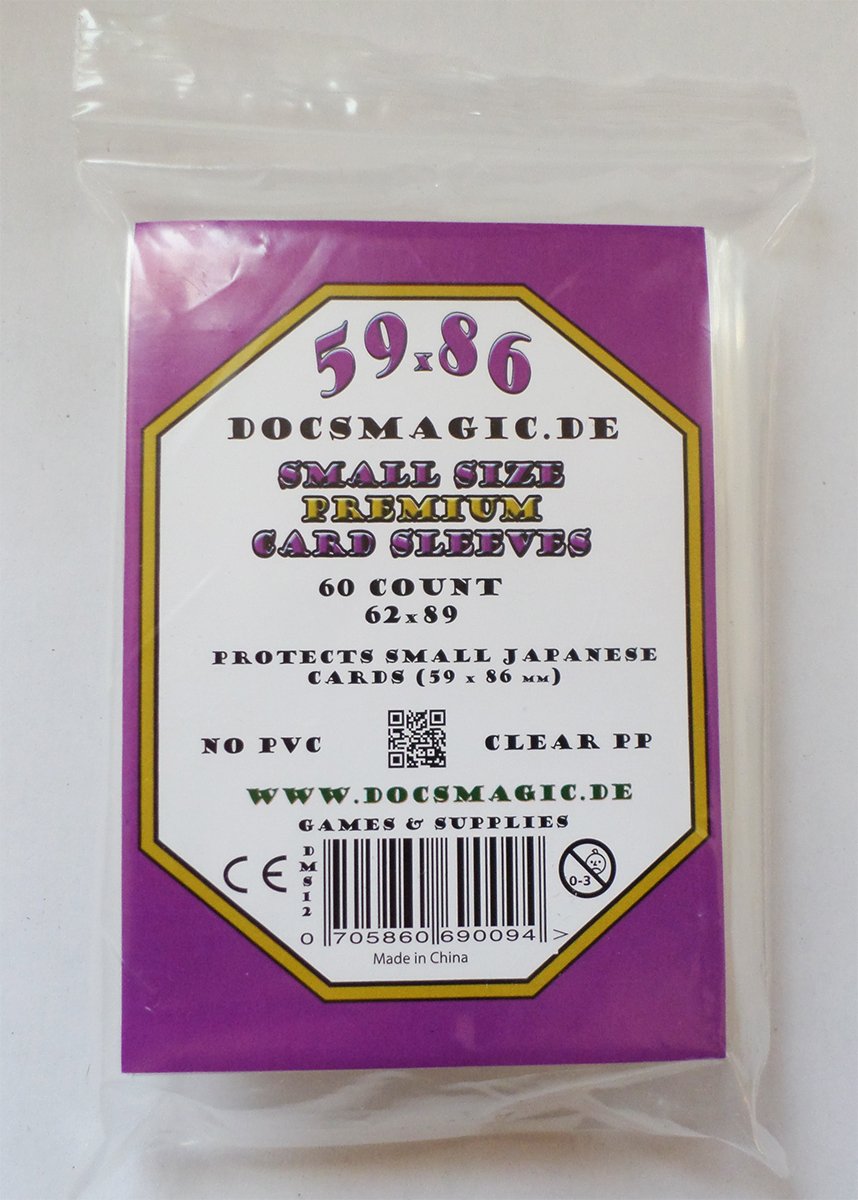 59x86
DOCSMAGIC.DE
SMALL SIZE
PREMIUM
CARD SLEEVES
60 COUNT
62x89
PROTECTS SMALL JAPANESE
CARDS (59 x 86 MM)
NO PVC
CLEAR PP
WWW.DOCSMAGIC.DE
GAMES & SUPPLIES
CE
DMS12
0-3
0 705860 690094 >
Made in China